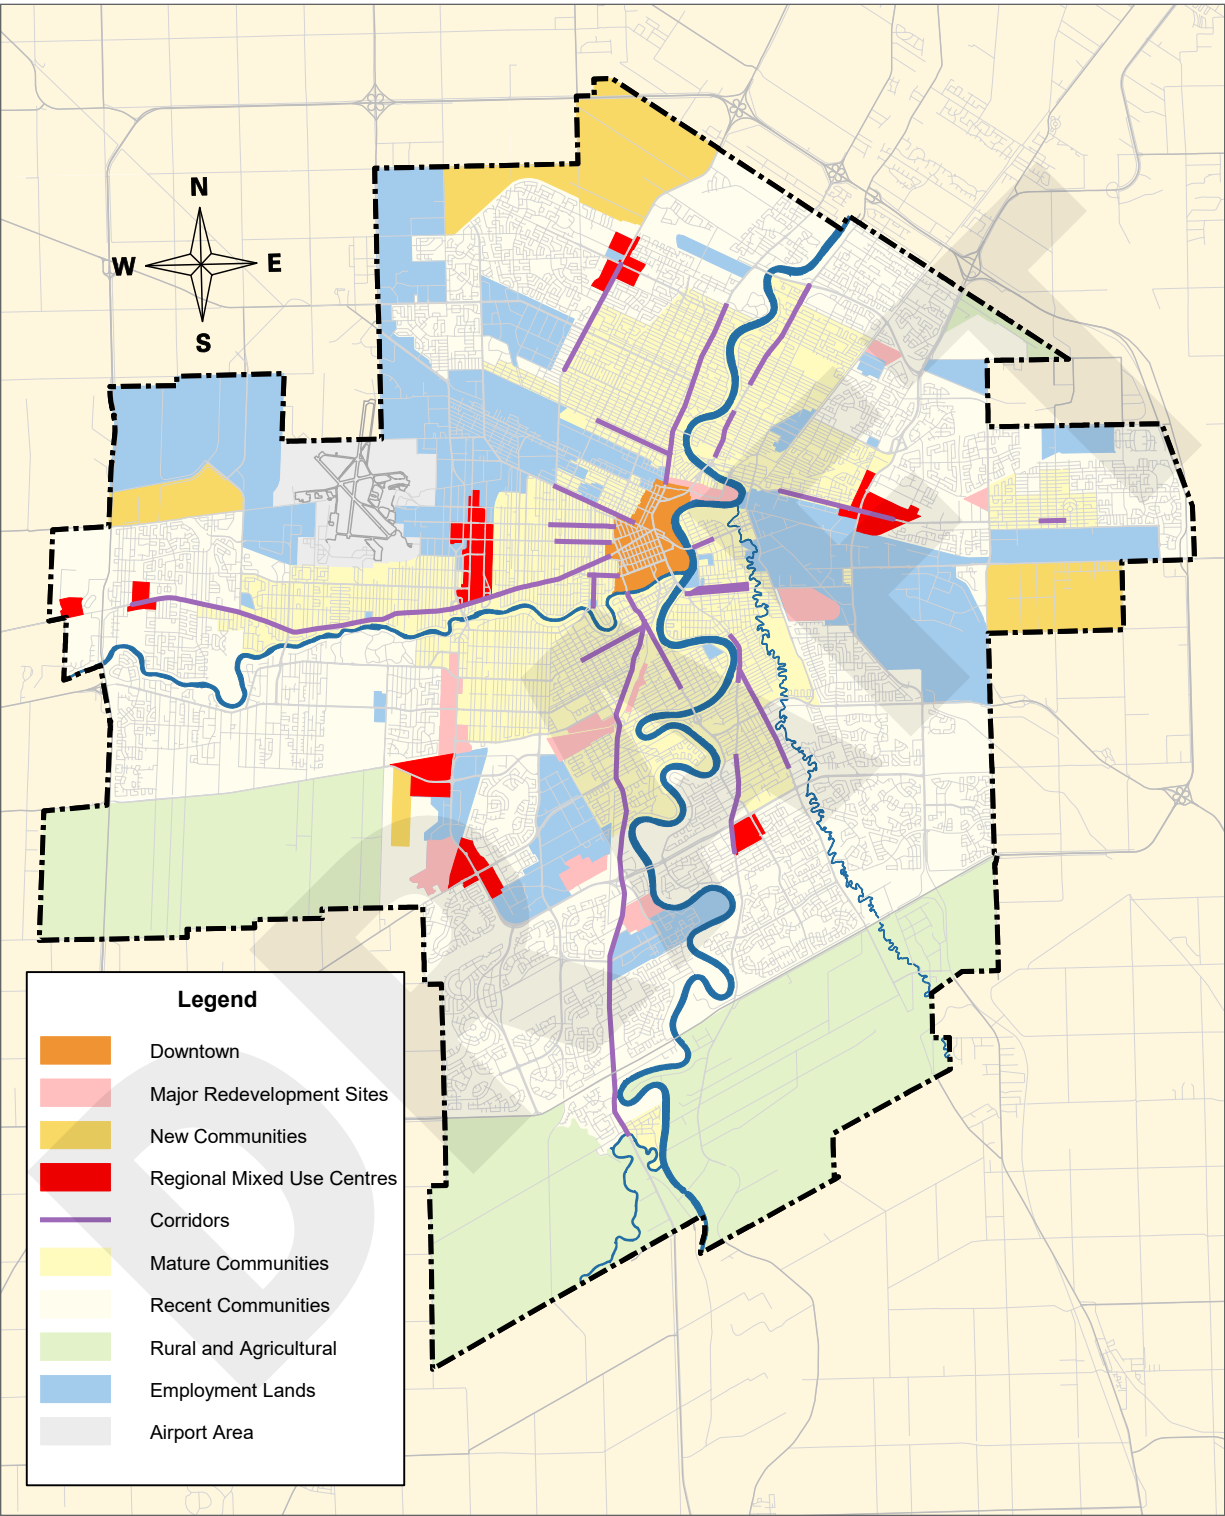 N
W
E
S
Legend
Downtown
Major Redevelopment Sites
New Communities
Regional Mixed Use Centres
Corridors
Mature Communities
Recent Communities
Rural and Agricultural
Employment Lands
Airport Area